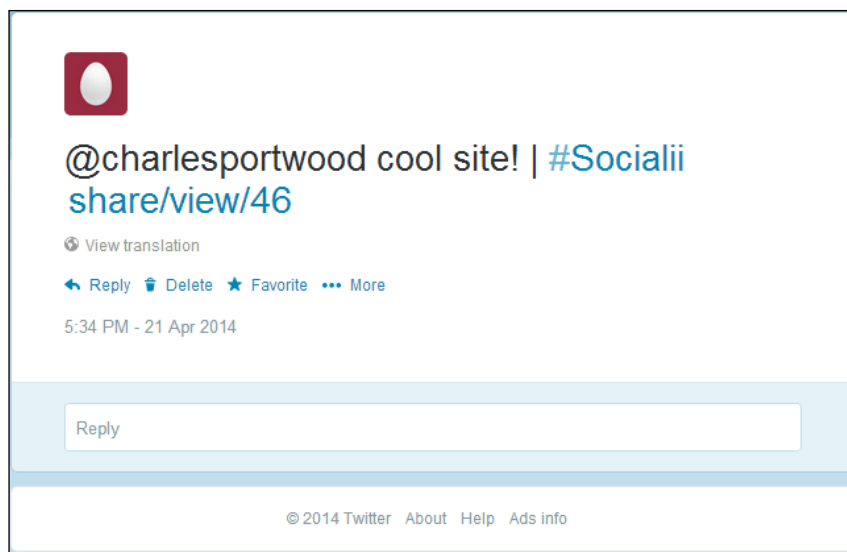 @charlesportwood cool site! | #Socialii
share/view/46
View translation
Reply Delete Favorite More
5:34 PM - 21 Apr 2014
Reply
© 2014 Twitter About Help Ads info